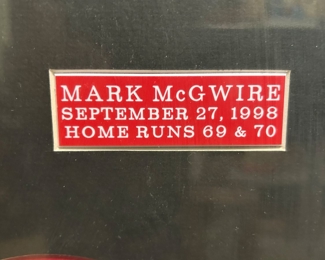 MARK McGWIRE
SEPTEMBER 27, 1998
HOME RUNS 69 & 70